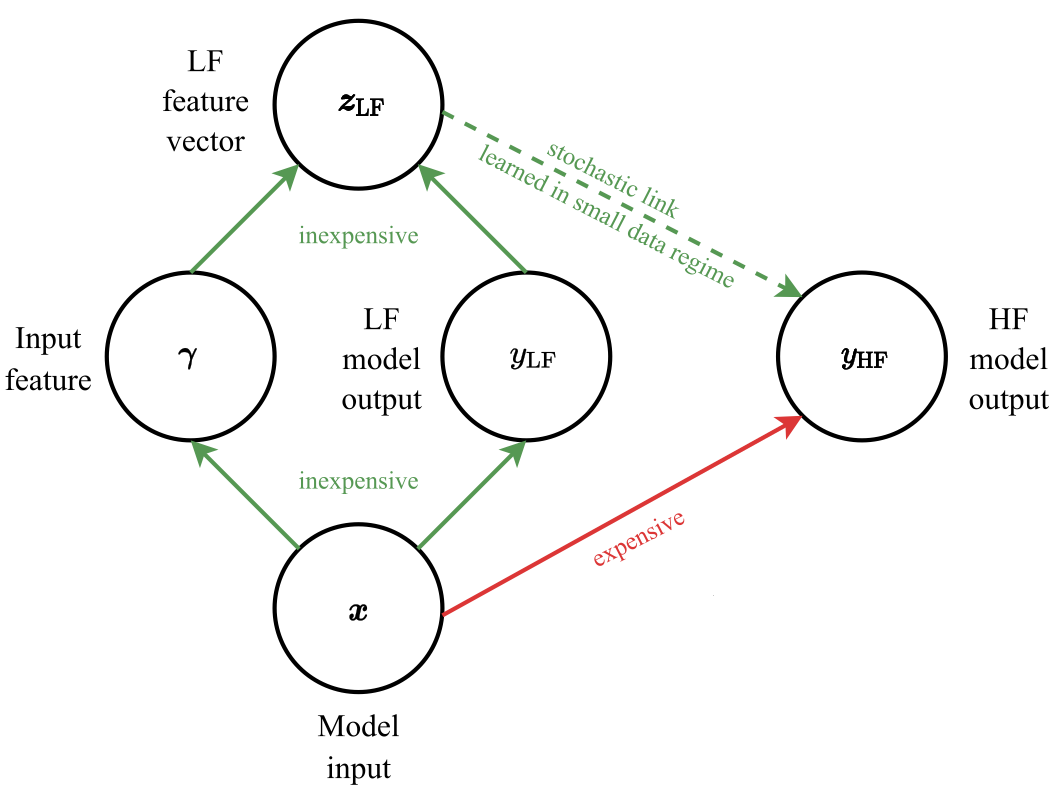 LF
feature
vector
z_LF
stochastic link
learned in small data regime
inexpensive
Input
feature
γ
LF
model
output
y_LF
y_HF
HF
model
output
inexpensive
expensive
x
Model
input